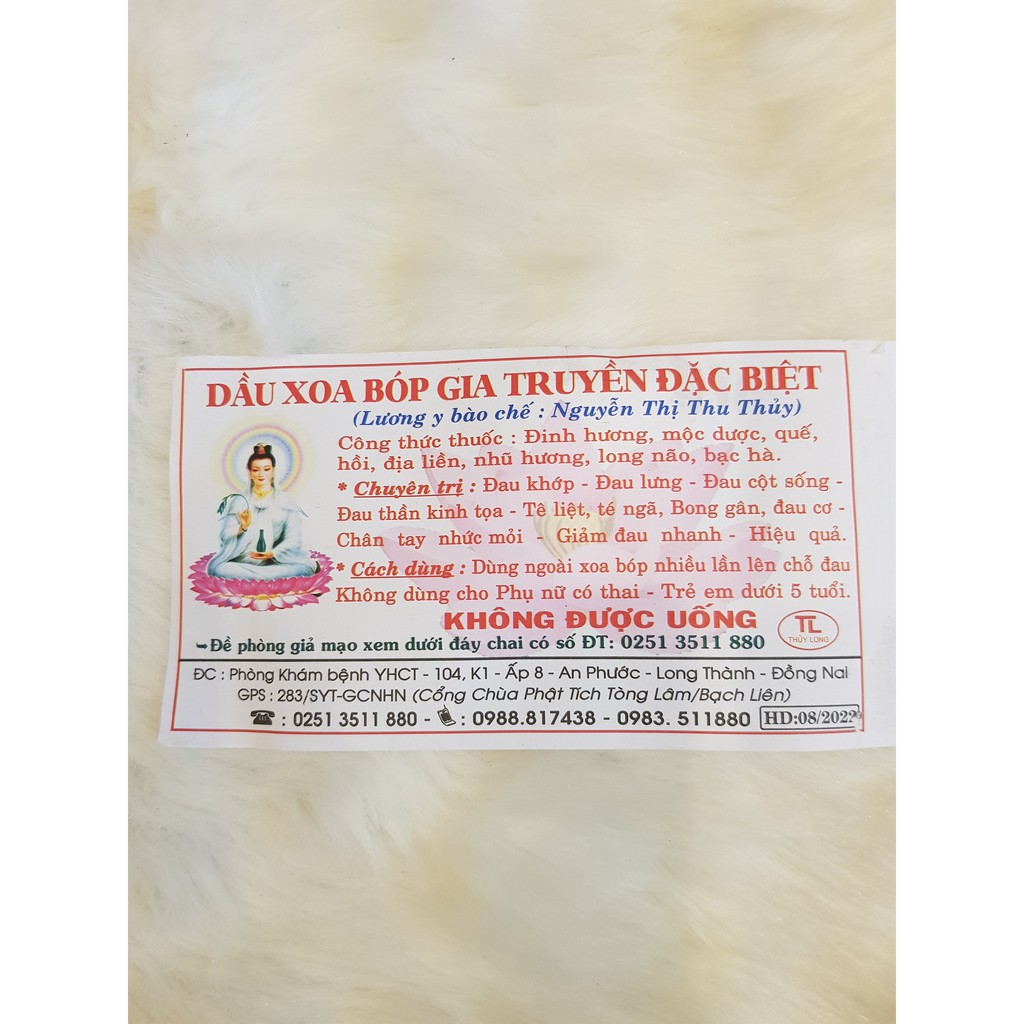 DẦU XOA BÓP GIA TRUYỀN ĐẶC BIỆT
(Lương y bào chế : Nguyễn Thị Thu Thủy)
Công thức thuốc : Đinh hương, mộc dược, quế,
hồi, địa liền, nhũ hương, long não, bạc hà.
* Chuyên trị : Đau khớp - Đau lưng - Đau cột sống -
Đau thần kinh tọa - Tê liệt, té ngã, Bong gân, đau cơ -
Chân tay nhức mỏi - Giảm đau nhanh - Hiệu quả.
* Cách dùng : Dùng ngoài xoa bóp nhiều lần lên chỗ đau
Không dùng cho Phụ nữ có thai - Trẻ em dưới 5 tuổi.
KHÔNG ĐƯỢC UỐNG
TL
THỦY LONG
Đề phòng giả mạo xem dưới đáy chai có số ĐT: 0251 3511 880
ĐC : Phòng Khám bệnh YHCT - 104, K1 - Ấp 8 - An Phước - Long Thành - Đồng Nai
GPS : 283/SYT-GCNHN (Cổng Chùa Phật Tích Tòng Lâm/Bạch Liên)
: 0251 3511 880 - : 0988.817438 - 0983. 511880 HD:08/2022